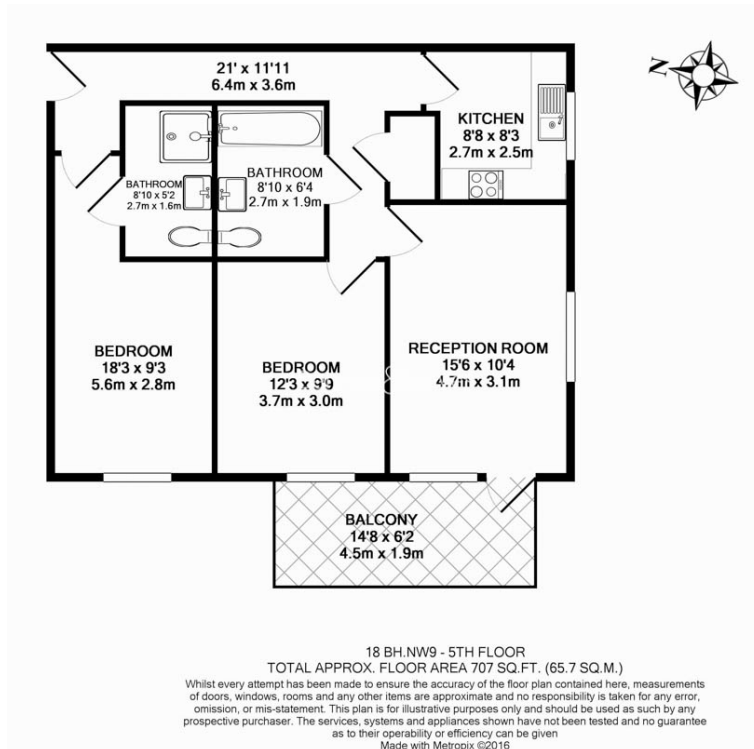 N
21' x 11'11
6.4m x 3.6m
KITCHEN
8'8 x 8'3
2.7m x 2.5m
BATHROOM
8'10 x 5'2
2.7m x 1.6m
BATHROOM
8'10 x 6'4
2.7m x 1.9m
BEDROOM
18'3 x 9'3
5.6m x 2.8m
BEDROOM
12'3 x 9'9
3.7m x 3.0m
RECEPTION ROOM
15'6 x 10'4
4.7m x 3.1m
BALCONY
14'8 x 6'2
4.5m x 1.9m
18 BH.NW9 - 5TH FLOOR
TOTAL APPROX. FLOOR AREA 707 SQ.FT. (65.7 SQ.M.)
Whilst every attempt has been made to ensure the accuracy of the floor plan contained here, measurements
of doors, windows, rooms and any other items are approximate and no responsibility is taken for any error,
omission, or mis-statement. This plan is for illustrative purposes only and should be used as such by any
prospective purchaser. The services, systems and appliances shown have not been tested and no guarantee
as to their operability or efficiency can be given
Made with Metropix ©2016